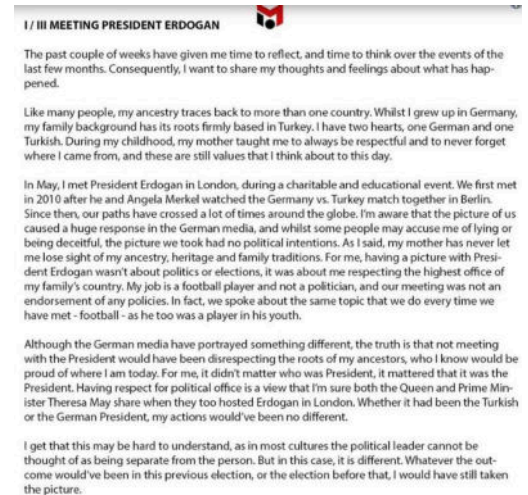 I / III MEETING PRESIDENT ERDOGAN
The past couple of weeks have given me time to reflect, and time to think over the events of the
last few months. Consequently, I want to share my thoughts and feelings about what has hap-
pened.
Like many people, my ancestry traces back to more than one country. Whilst I grew up in Germany,
my family background has its roots firmly based in Turkey. I have two hearts, one German and one
Turkish. During my childhood, my mother taught me to always be respectful and to never forget
where I came from, and these are still values that I think about to this day.
In May, I met President Erdogan in London, during a charitable and educational event. We first met
in 2010 after he and Angela Merkel watched the Germany vs. Turkey match together in Berlin.
Since then, our paths have crossed a lot of times around the globe. I'm aware that the picture of us
caused a huge response in the German media, and whilst some people may accuse me of lying or
being deceitful, the picture we took had no political intentions. As I said, my mother has never let
me lose sight of my ancestry, heritage and family traditions. For me, having a picture with Presi-
dent Erdogan wasn't about politics or elections, it was about me respecting the highest office of
my family's country. My job is a football player and not a politician, and our meeting was not an
endorsement of any policies. In fact, we spoke about the same topic that we do every time we
have met - football - as he too was a player in his youth.
Although the German media have portrayed something different, the truth is that not meeting
with the President would have been disrespecting the roots of my ancestors, who I know would be
proud of where I am today. For me, it didn't matter who was President, it mattered that it was the
President. Having respect for political office is a view that I'm sure both the Queen and Prime Min-
ister Theresa May share when they too hosted Erdogan in London. Whether it had been the Turkish
or the German President, my actions would've been no different.
I get that this may be hard to understand, as in most cultures the political leader cannot be
thought of as being separate from the person. But in this case, it is different. Whatever the out-
come would've been in this previous election, or the election before that, I would have still taken
the picture.